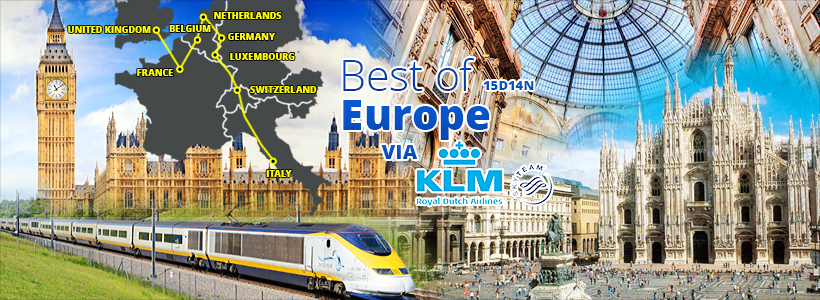 NETHERLANDS
UNITED KINGDOM
BELGIUM
GERMANY
LUXEMBOURG
FRANCE
SWITZERLAND
ITALY
Best of 15D14N
Europe
VIA
KLM
Royal Dutch Airlines
SKYTEAM